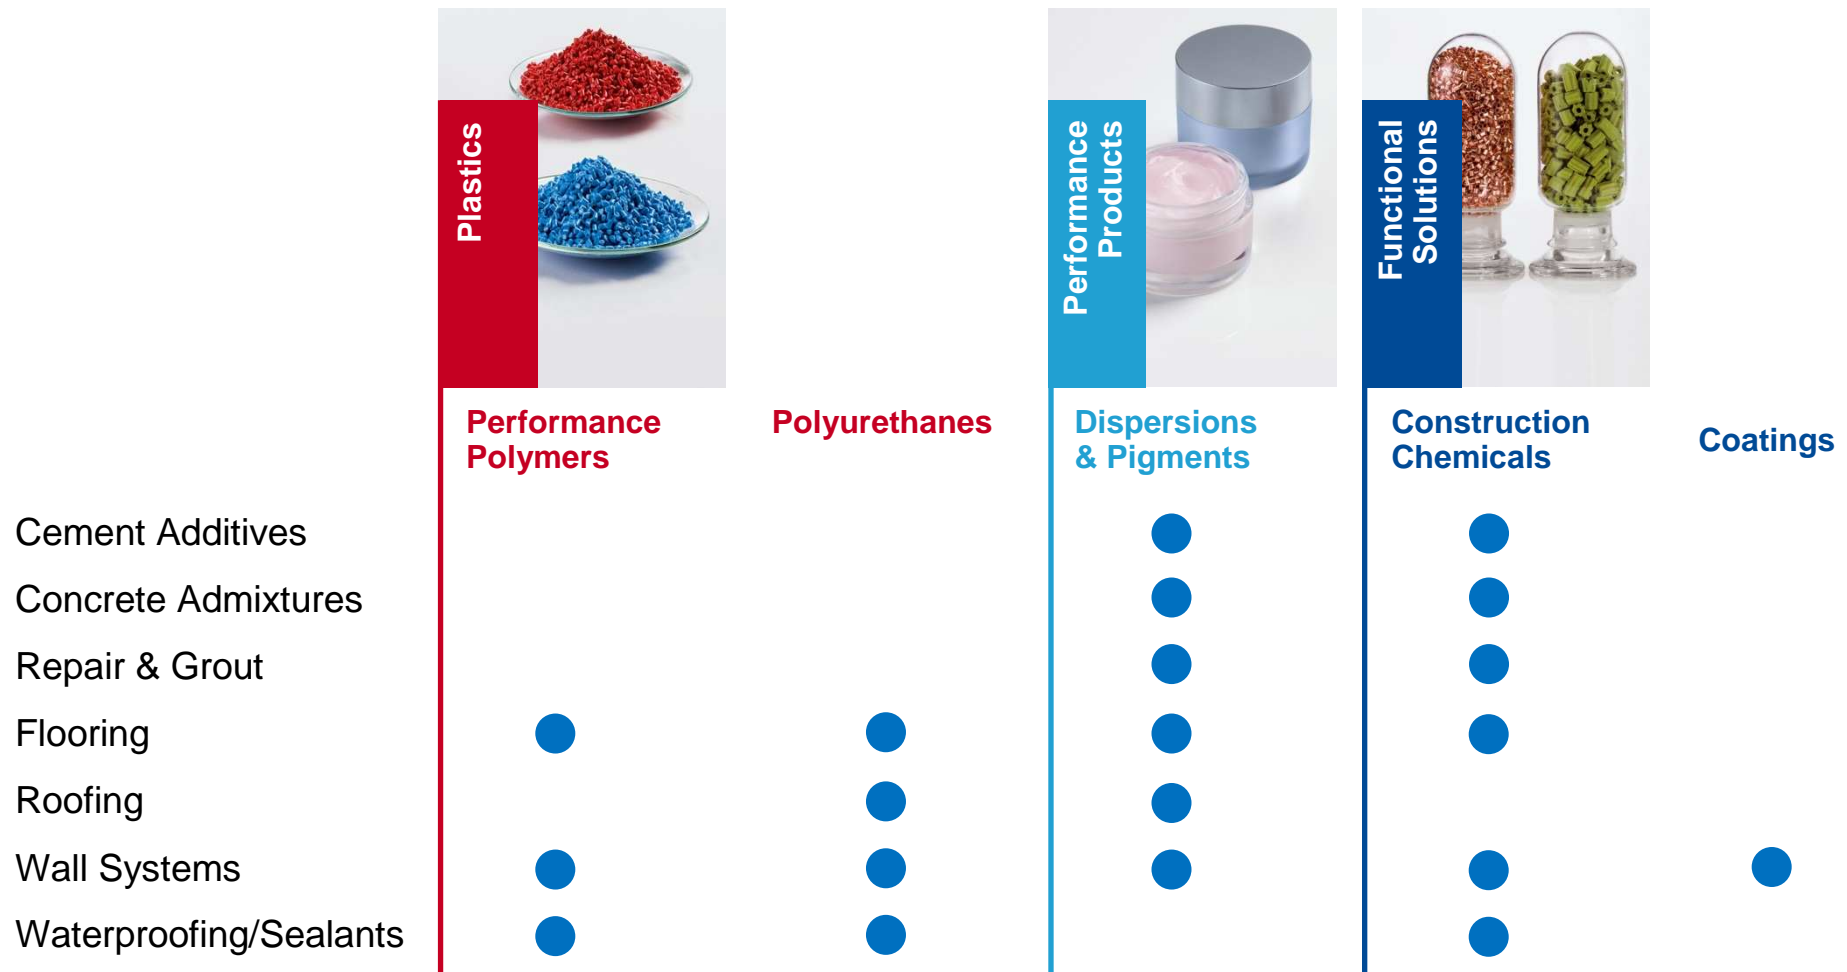 Plastics
Performance
Products
Functional
Solutions
Performance
Polymers
Polyurethanes
Dispersions
& Pigments
Construction
Chemicals
Coatings
Cement Additives
Concrete Admixtures
Repair & Grout
Flooring
Roofing
Wall Systems
Waterproofing/Sealants